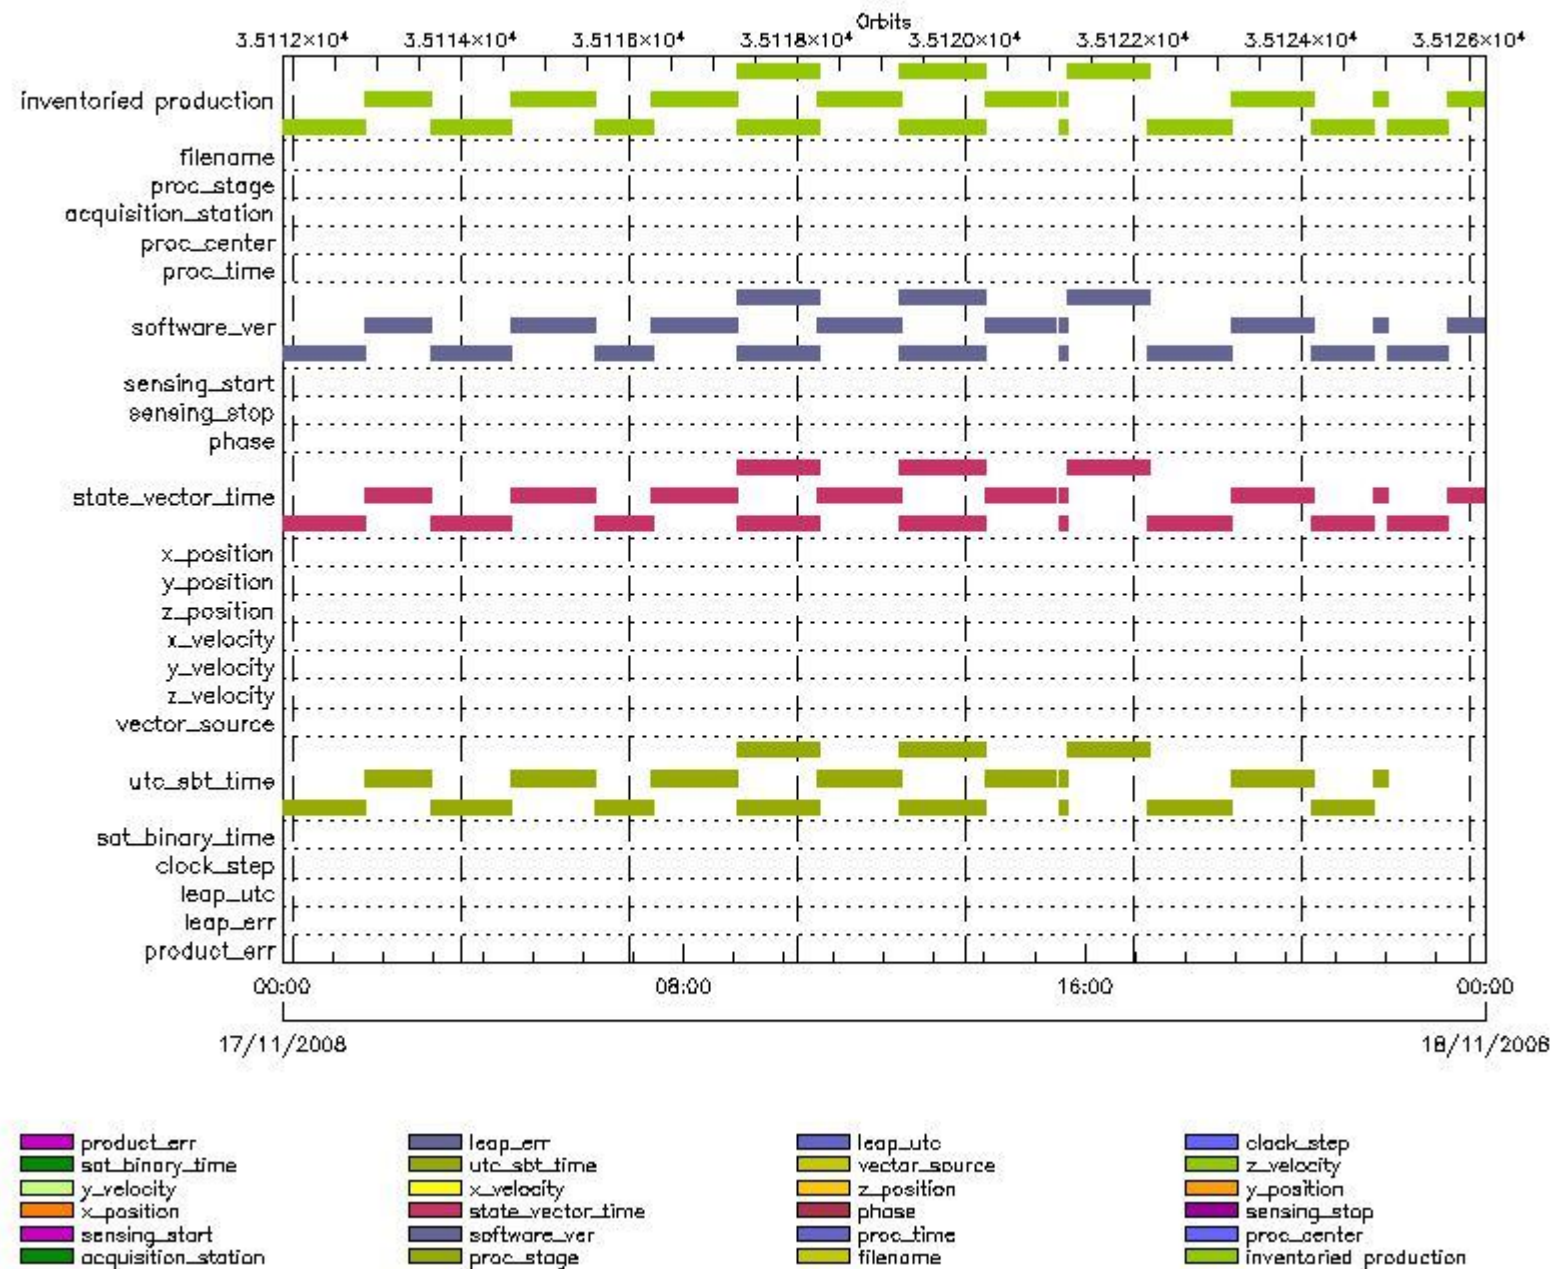 Orbits
3.5112×10⁴ 3.5114×10⁴ 3.5116×10⁴ 3.5118×10⁴ 3.5120×10⁴ 3.5122×10⁴ 3.5124×10⁴ 3.5126×10⁴
inventoried production
filename
proc_stage
acquisition_station
proc_center
proc_time
software_ver
sensing_start
sensing_stop
phase
state_vector_time
x_position
y_position
z_position
x_velocity
y_velocity
z_velocity
vector_source
utc_sbt_time
sat_binary_time
clock_step
leap_utc
leap_err
product_err
00:00 08:00 16:00 00:00
17/11/2008 18/11/2008
product_err leap_err leap_utc clock_step
sat_binary_time utc_sbt_time vector_source z_velocity
y_velocity x_velocity z_position y_position
x_position state_vector_time phase sensing_stop
sensing_start software_ver proc_time proc_center
acquisition_station proc_stage filename inventoried production